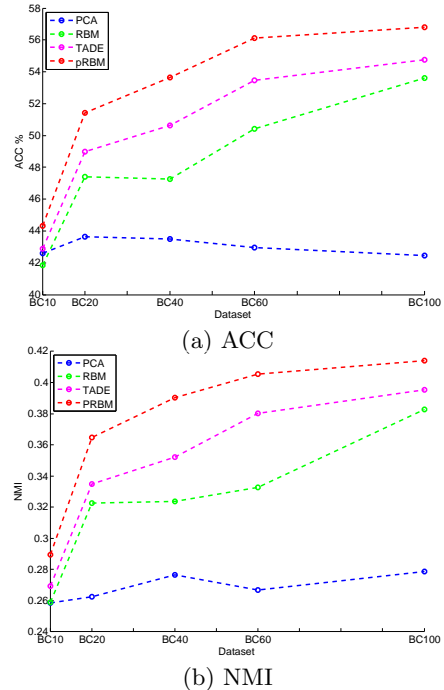 58
56
54
52
50
48
46
44
42
40
ACC %
PCA
RBM
TADE
pRBM
BC10 BC20 BC40 BC60 BC100
Dataset
(a) ACC
0.42
0.4
0.38
0.36
0.34
0.32
0.3
0.28
0.26
0.24
NMI
PCA
RBM
TADE
PRBM
BC10 BC20 BC40 BC60 BC100
Dataset
(b) NMI